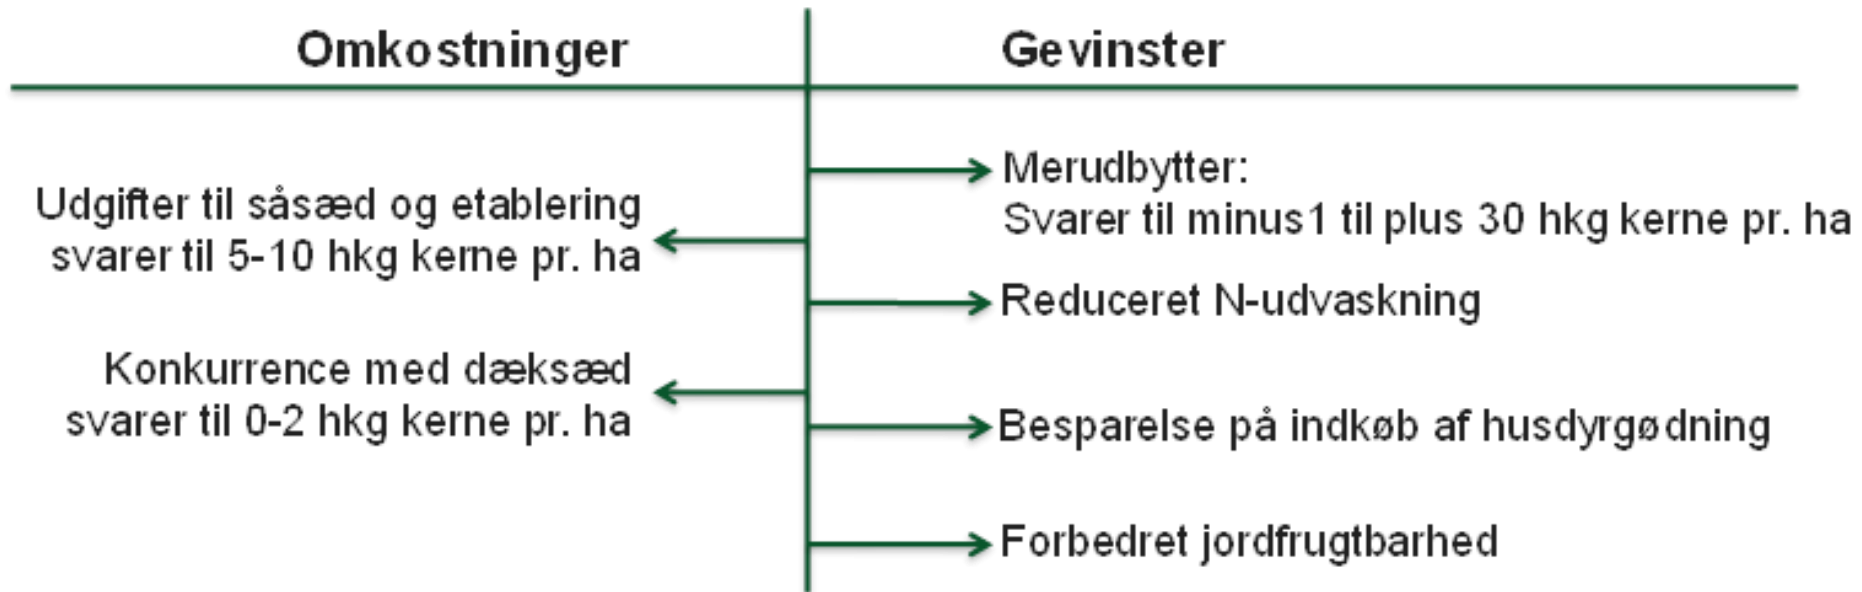 Omkostninger
Udgifter til såsæd og etablering
svarer til 5-10 hkg kerne pr. ha
Konkurrence med dæksæd
svarer til 0-2 hkg kerne pr. ha
Gevinster
Merudbytter:
Svarer til minus1 til plus 30 hkg kerne pr. ha
Reduceret N-udvaskning
Besparelse på indkøb af husdyrgødning
Forbedret jordfrugtbarhed